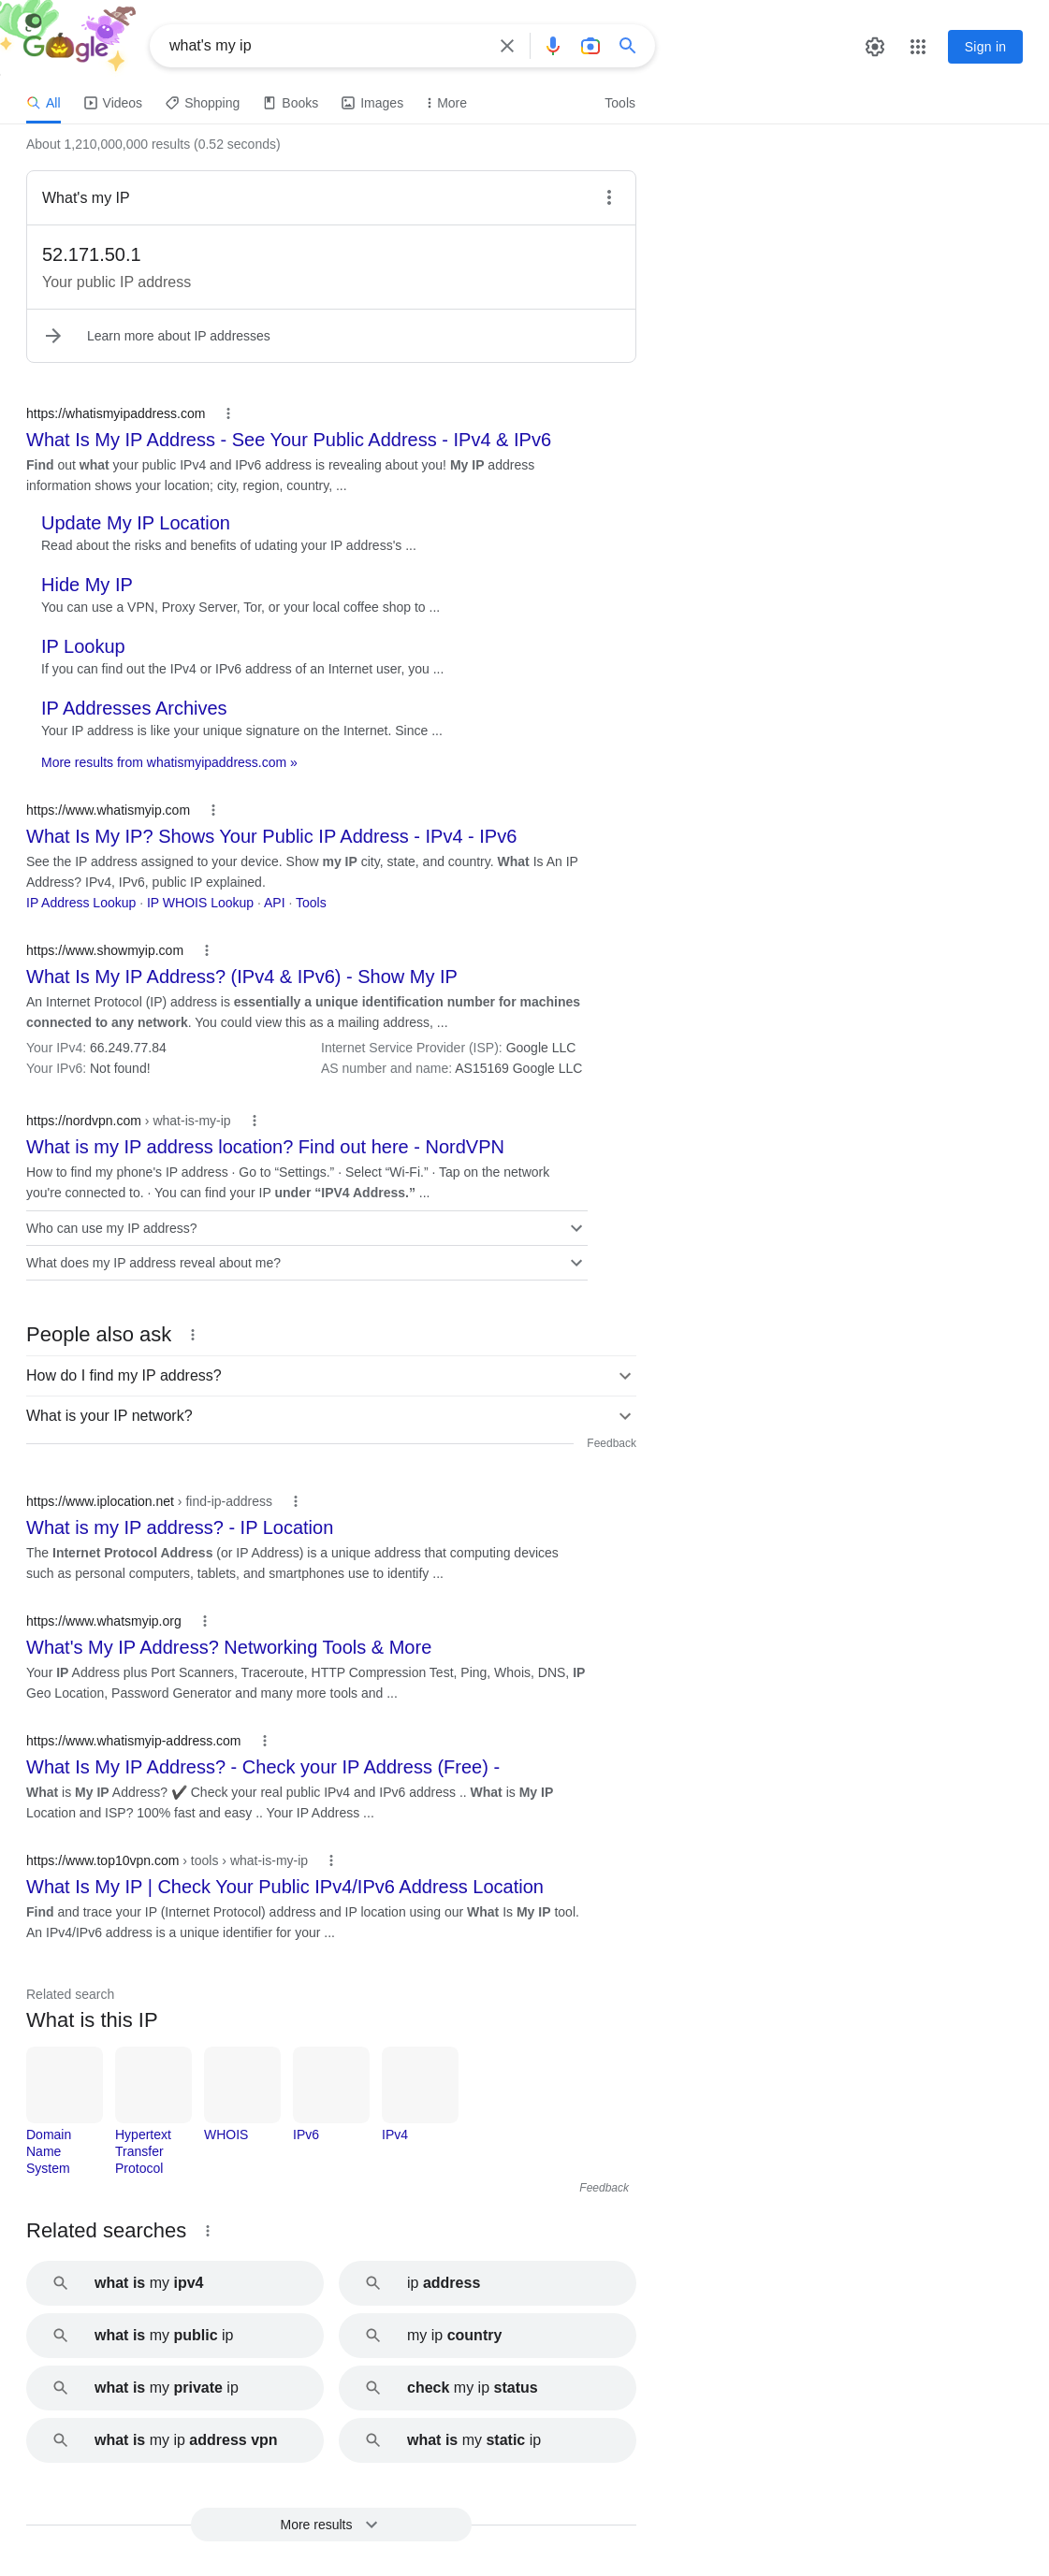 Google
what's my ip
Sign in
All
Videos
Shopping
Books
Images
More
Tools
About 1,210,000,000 results (0.52 seconds)
What's my IP
52.171.50.1
Your public IP address
Learn more about IP addresses
https://whatismyipaddress.com
What Is My IP Address - See Your Public Address - IPv4 & IPv6
Find out what your public IPv4 and IPv6 address is revealing about you! My IP address
information shows your location; city, region, country, ...
Update My IP Location
Read about the risks and benefits of udating your IP address's ...
Hide My IP
You can use a VPN, Proxy Server, Tor, or your local coffee shop to ...
IP Lookup
If you can find out the IPv4 or IPv6 address of an Internet user, you ...
IP Addresses Archives
Your IP address is like your unique signature on the Internet. Since ...
More results from whatismyipaddress.com »
https://www.whatismyip.com
What Is My IP? Shows Your Public IP Address - IPv4 - IPv6
See the IP address assigned to your device. Show my IP city, state, and country. What Is An IP
Address? IPv4, IPv6, public IP explained.
IP Address Lookup · IP WHOIS Lookup · API · Tools
https://www.showmyip.com
What Is My IP Address? (IPv4 & IPv6) - Show My IP
An Internet Protocol (IP) address is essentially a unique identification number for machines
connected to any network. You could view this as a mailing address, ...
Your IPv4: 66.249.77.84
Internet Service Provider (ISP): Google LLC
Your IPv6: Not found!
AS number and name: AS15169 Google LLC
https://nordvpn.com › what-is-my-ip
What is my IP address location? Find out here - NordVPN
How to find my phone's IP address · Go to “Settings.” · Select “Wi-Fi.” · Tap on the network
you're connected to. · You can find your IP under “IPV4 Address.” ...
Who can use my IP address?
What does my IP address reveal about me?
People also ask
How do I find my IP address?
What is your IP network?
Feedback
https://www.iplocation.net › find-ip-address
What is my IP address? - IP Location
The Internet Protocol Address (or IP Address) is a unique address that computing devices
such as personal computers, tablets, and smartphones use to identify ...
https://www.whatsmyip.org
What's My IP Address? Networking Tools & More
Your IP Address plus Port Scanners, Traceroute, HTTP Compression Test, Ping, Whois, DNS, IP
Geo Location, Password Generator and many more tools and ...
https://www.whatismyip-address.com
What Is My IP Address? - Check your IP Address (Free) -
What is My IP Address? ✔ Check your real public IPv4 and IPv6 address .. What is My IP
Location and ISP? 100% fast and easy .. Your IP Address ...
https://www.top10vpn.com › tools › what-is-my-ip
What Is My IP | Check Your Public IPv4/IPv6 Address Location
Find and trace your IP (Internet Protocol) address and IP location using our What Is My IP tool.
An IPv4/IPv6 address is a unique identifier for your ...
Related search
What is this IP
Domain
Name
System
Hypertext
Transfer
Protocol
WHOIS
IPv6
IPv4
Feedback
Related searches
what is my ipv4
ip address
what is my public ip
my ip country
what is my private ip
check my ip status
what is my ip address vpn
what is my static ip
More results